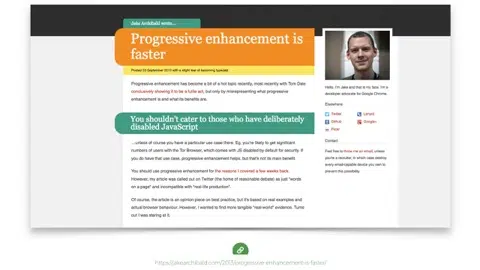 Jake Archibald wrote...
Progressive enhancement is
faster
Posted 03 September 2013 with a slight fear of becoming typecast
Progressive enhancement has become a bit of a hot topic recently, most recently with Tom Dale
conclusively showing it to be a futile act, but only by misrepresenting what progressive
enhancement is and what its benefits are.
You shouldn't cater to those who have deliberately
disabled JavaScript
...unless of course you have a particular use case there. Eg, you're likely to get significant
numbers of users with the Tor Browser, which comes with JS disabled by default for security. If
you do have that use case, progressive enhancement helps, but that's not its main benefit.
You should use progressive enhancement for the reasons I covered a few weeks back.
However, my article was called out on Twitter (the home of reasonable debate) as just "words
on a page" and incompatible with "real-life production".
Of course, the article is an opinion piece on best practice, but it's based on real examples and
actual browser behaviour. However, I wanted to find more tangible "real-world" evidence. Turns
out I was staring at it.
Hello, I'm Jake and that is my face. I'm a
developer advocate for Google Chrome.
Elsewhere
Twitter
Lanyrd
Github
Google+
Flickr
Contact
Feel free to throw me an email, unless
you're a recruiter, in which case destroy
every email-capable device you own to
prevent this possibility.
https://jakearchibald.com/2013/progressive-enhancement-is-faster/